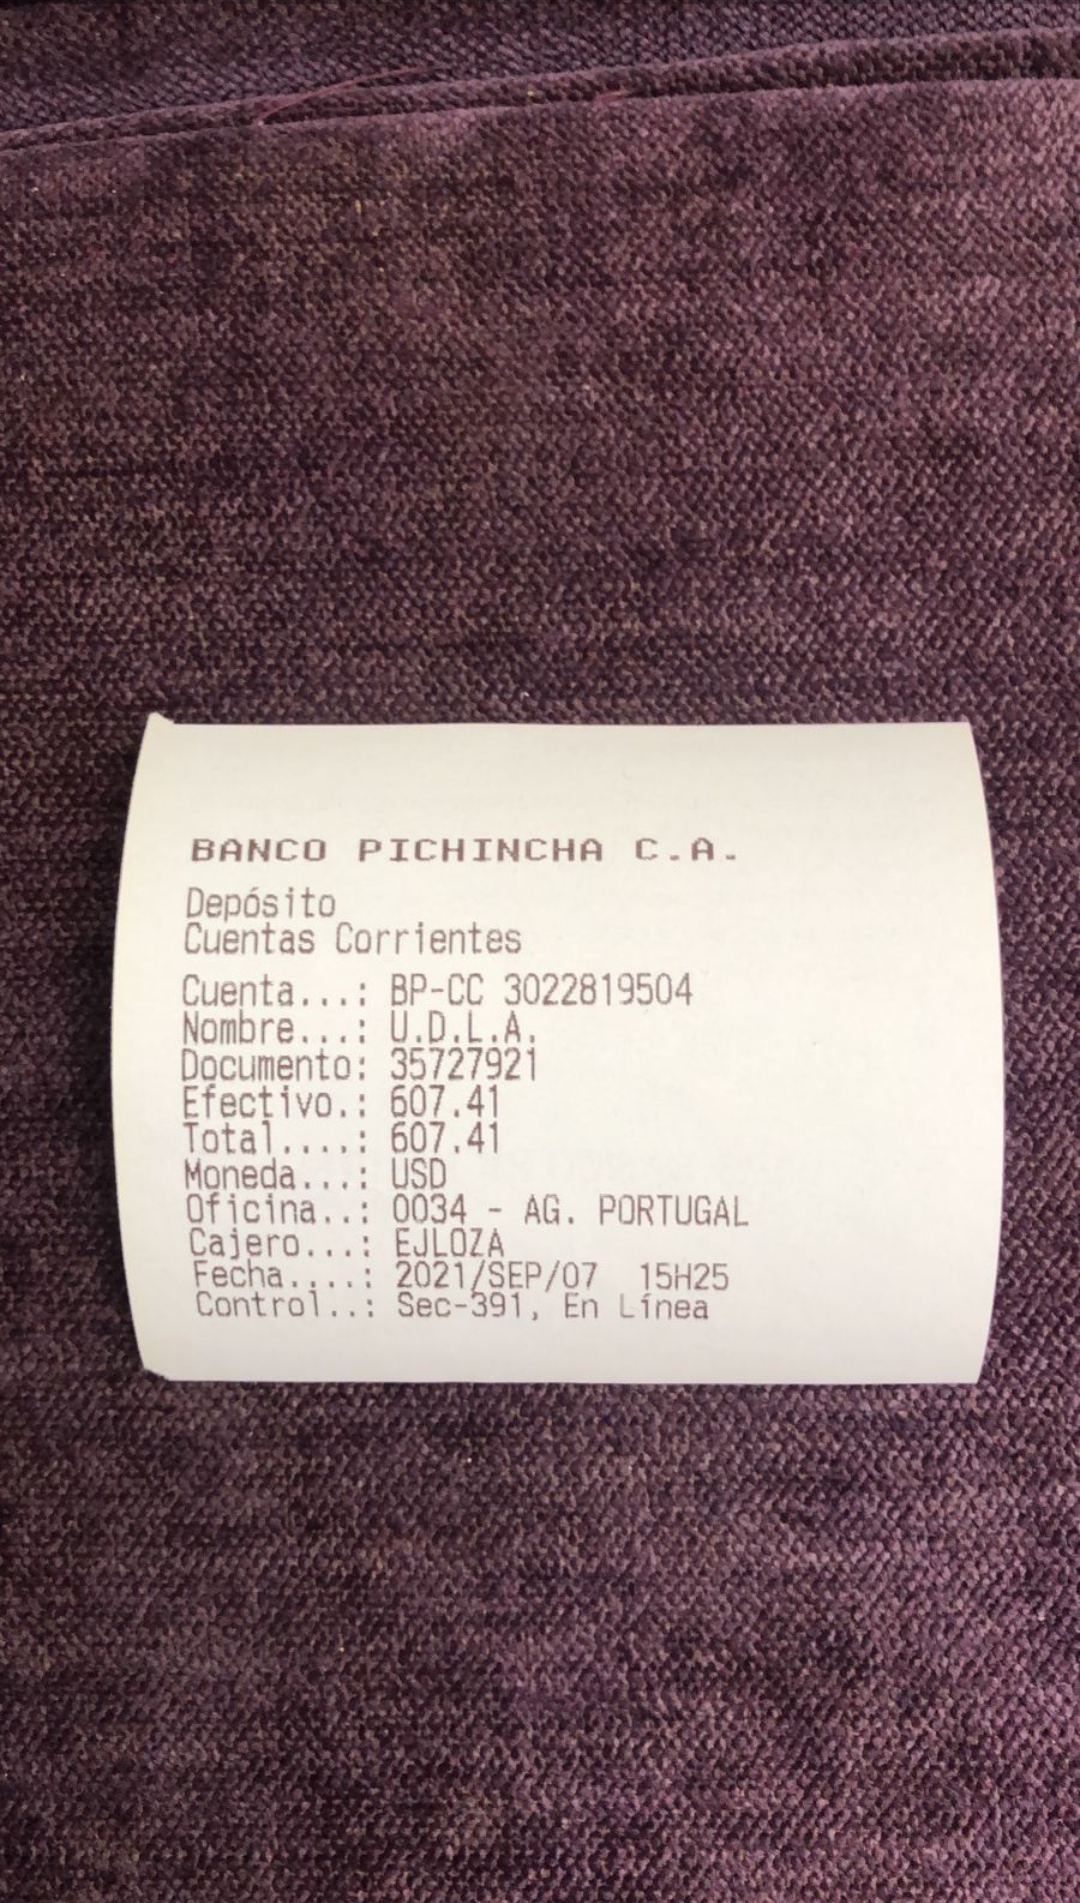 BANCO PICHINCHA C.A.
Depósito
Cuentas Corrientes
Cuenta...: BP-CC 3022819504
Nombre...: U.D.L.A.
Documento: 35727921
Efectivo.: 607.41
Total....: 607.41
Moneda...: USD
Oficina..: 0034 - AG. PORTUGAL
Cajero...: EJLOZA
Fecha....: 2021/SEP/07 15H25
Control..: Sec-391, En Línea